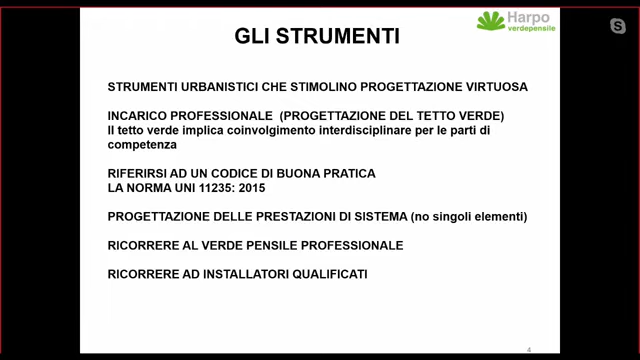 Harpo
verdepensile
GLI STRUMENTI
STRUMENTI URBANISTICI CHE STIMOLINO PROGETTAZIONE VIRTUOSA
INCARICO PROFESSIONALE (PROGETTAZIONE DEL TETTO VERDE)
Il tetto verde implica coinvolgimento interdisciplinare per le parti di
competenza
RIFERIRSI AD UN CODICE DI BUONA PRATICA
LA NORMA UNI 11235: 2015
PROGETTAZIONE DELLE PRESTAZIONI DI SISTEMA (no singoli elementi)
RICORRERE AL VERDE PENSILE PROFESSIONALE
RICORRERE AD INSTALLATORI QUALIFICATI
4